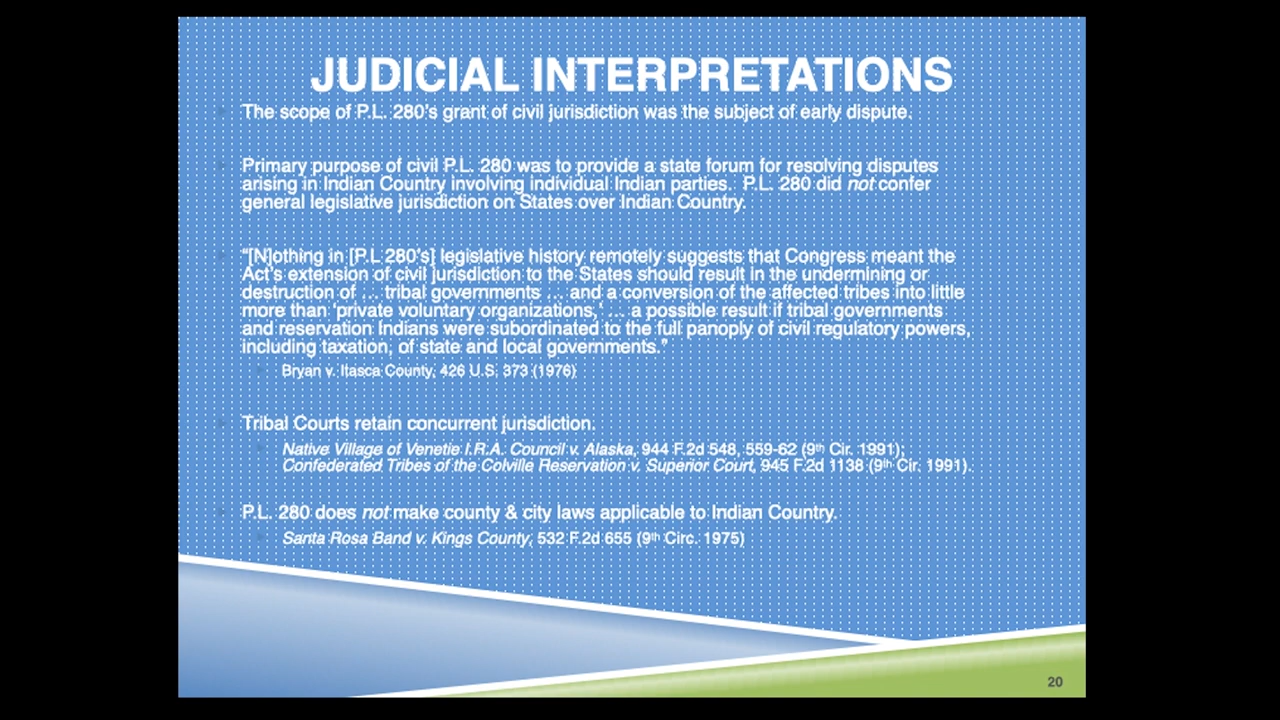 JUDICIAL INTERPRETATIONS
The scope of P.L. 280's grant of civil jurisdiction was the subject of early dispute.
Primary purpose of civil P.L. 280 was to provide a state forum for resolving disputes
arising in Indian Country involving individual Indian parties.  P.L. 280 did not confer
general legislative jurisdiction on States over Indian Country.
"[N]othing in [P.L 280's] legislative history remotely suggests that Congress meant the
Act's extension of civil jurisdiction to the States should result in the undermining or
destruction of … tribal governments … and a conversion of the affected tribes into little
more than 'private voluntary organizations,' … a possible result if tribal governments
and reservation Indians were subordinated to the full panoply of civil regulatory powers,
including taxation, of state and local governments."
Bryan v. Itasca County, 426 U.S. 373 (1976)
Tribal Courts retain concurrent jurisdiction.
Native Village of Venetie I.R.A. Council v. Alaska, 944 F.2d 548, 559-62 (9th Cir. 1991);
Confederated Tribes of the Colville Reservation v. Superior Court, 945 F.2d 1138 (9th Cir. 1991).
P.L. 280 does not make county & city laws applicable to Indian Country.
Santa Rosa Band v. Kings County, 532 F.2d 655 (9th Circ. 1975)
20